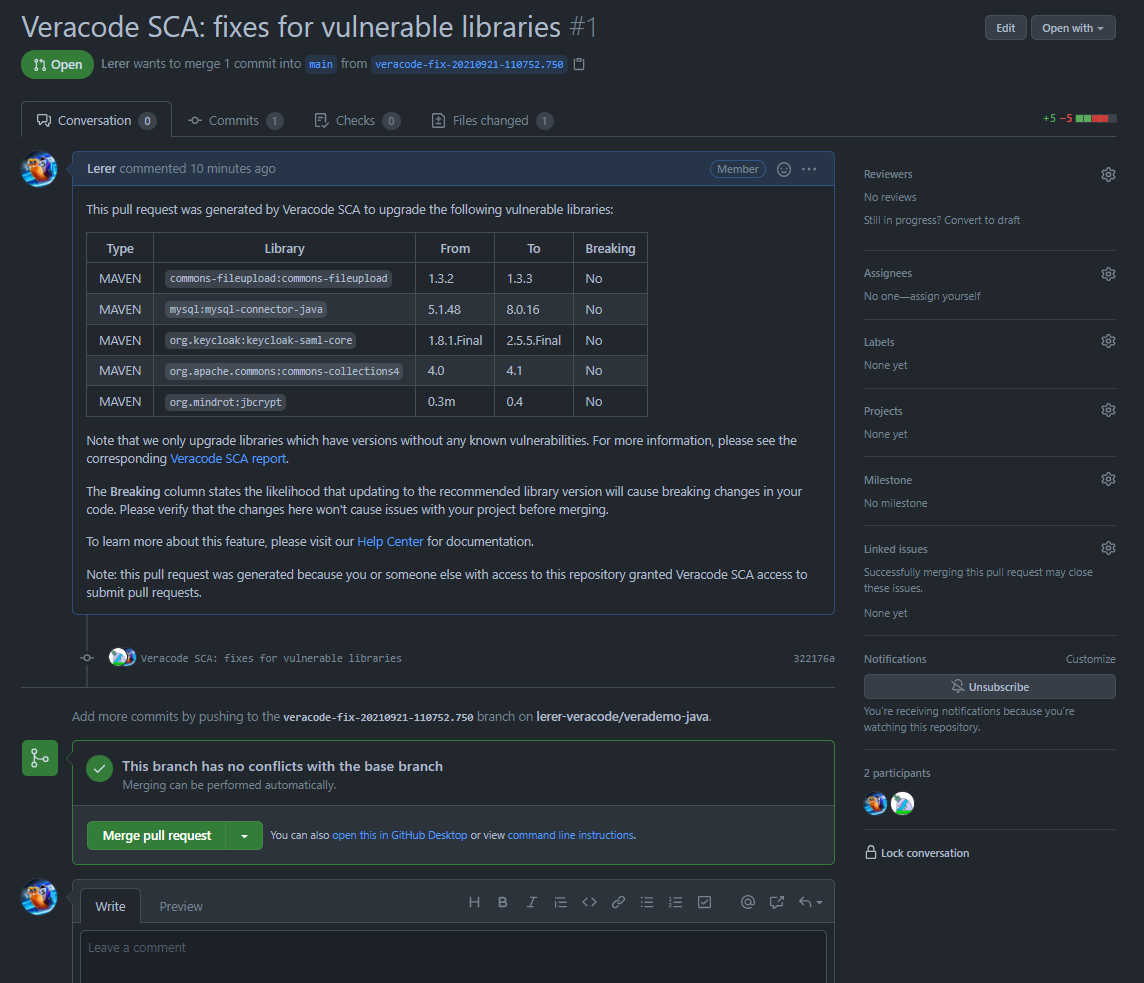 Veracode SCA: fixes for vulnerable libraries #1
Edit
Open with
Open
Lerer wants to merge 1 commit into main from veracode-fix-20210921-110752.750
Conversation 0
Commits 1
Checks 0
Files changed 1
+5 −5
Lerer commented 10 minutes ago
Member
This pull request was generated by Veracode SCA to upgrade the following vulnerable libraries:
Type Library From To Breaking
MAVEN commons-fileupload:commons-fileupload 1.3.2 1.3.3 No
MAVEN mysql:mysql-connector-java 5.1.48 8.0.16 No
MAVEN org.keycloak:keycloak-saml-core 1.8.1.Final 2.5.5.Final No
MAVEN org.apache.commons:commons-collections4 4.0 4.1 No
MAVEN org.mindrot:jbcrypt 0.3m 0.4 No
Note that we only upgrade libraries which have versions without any known vulnerabilities. For more information, please see the
corresponding Veracode SCA report.
The Breaking column states the likelihood that updating to the recommended library version will cause breaking changes in your
code. Please verify that the changes here won't cause issues with your project before merging.
To learn more about this feature, please visit our Help Center for documentation.
Note: this pull request was generated because you or someone else with access to this repository granted Veracode SCA access to
submit pull requests.
Veracode SCA: fixes for vulnerable libraries
322176a
Add more commits by pushing to the veracode-fix-20210921-110752.750 branch on lerer-veracode/verademo-java.
This branch has no conflicts with the base branch
Merging can be performed automatically.
Merge pull request
You can also open this in GitHub Desktop or view command line instructions.
Write
Preview
H B I
Leave a comment
Reviewers
No reviews
Still in progress? Convert to draft
Assignees
No one—assign yourself
Labels
None yet
Projects
None yet
Milestone
No milestone
Linked issues
Successfully merging this pull request may close
these issues.
None yet
Notifications
Customize
Unsubscribe
You're receiving notifications because you're
watching this repository.
2 participants
Lock conversation